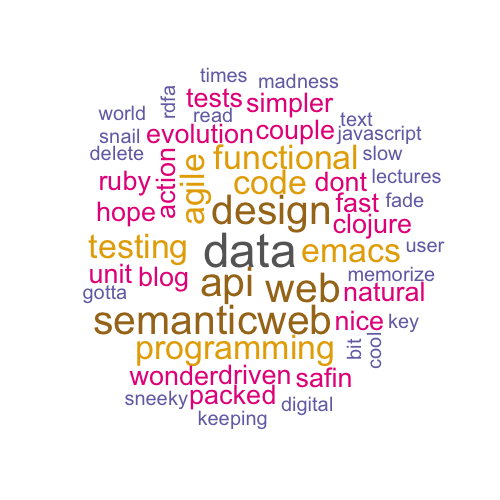 times
madness
rdfa
tests simpler
world
read
text
snail
evolution couple javascript
delete
action
agile
functional slow
ruby
code dont lectures
hope
design fast fade
clojure
testing
data emacs user
unit blog
api web memorize
gotta
natural
semanticweb nice key
programming bit cool
wonder driven safin
sneeky packed digital
keeping